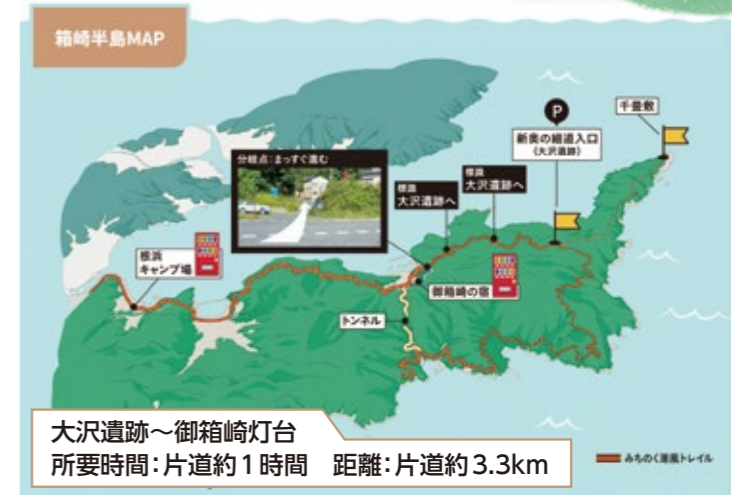 箱崎半島MAP
千畳敷
P
新奥の細道入口
(大沢遺跡)
分岐点:まっすぐ進む
標識
大沢遺跡へ
標識
大沢遺跡へ
根浜
キャンプ場
御箱崎の宿
トンネル
大沢遺跡～御箱崎灯台
所要時間:片道約1時間 距離:片道約3.3km
みちのく潮風トレイル